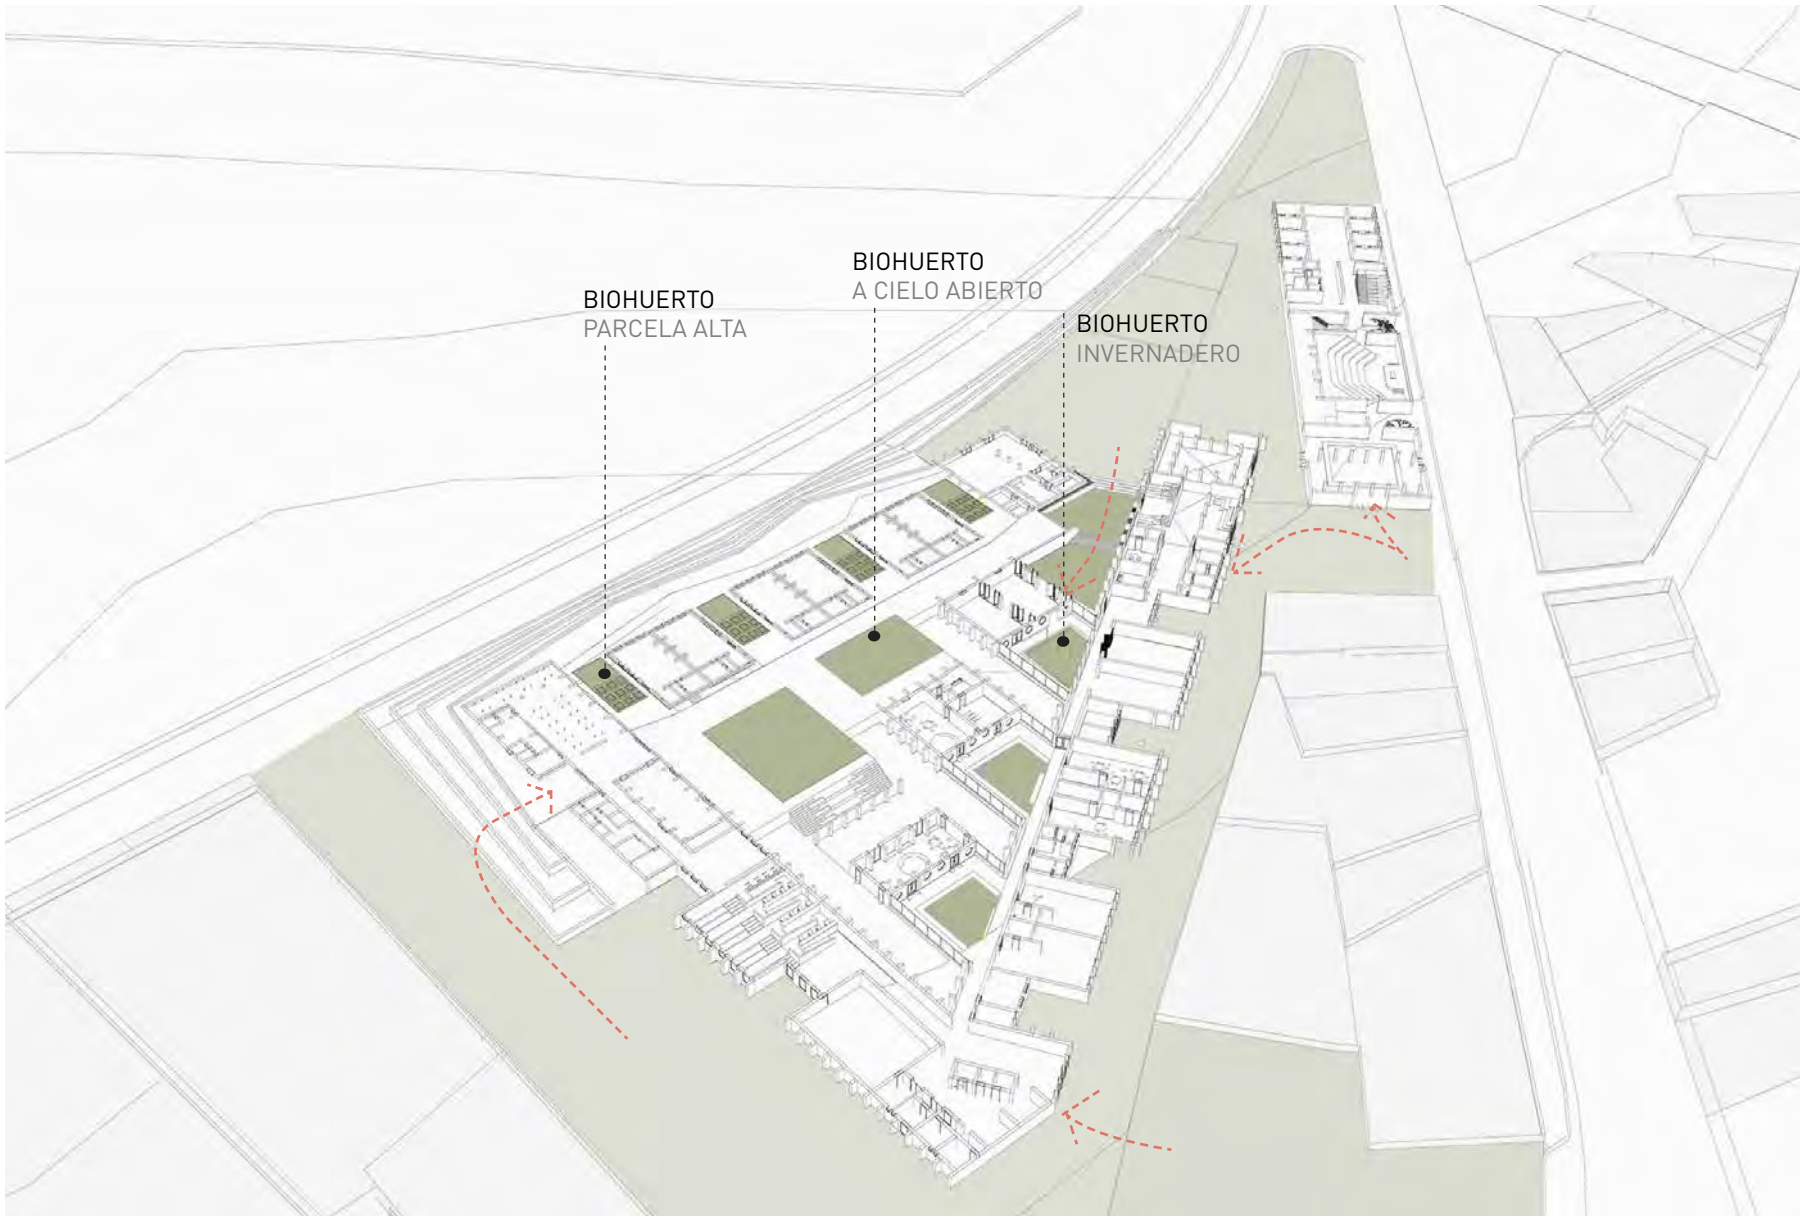 BIOHUERTO
PARCELA ALTA
BIOHUERTO
A CIELO ABIERTO
BIOHUERTO
INVERNADERO